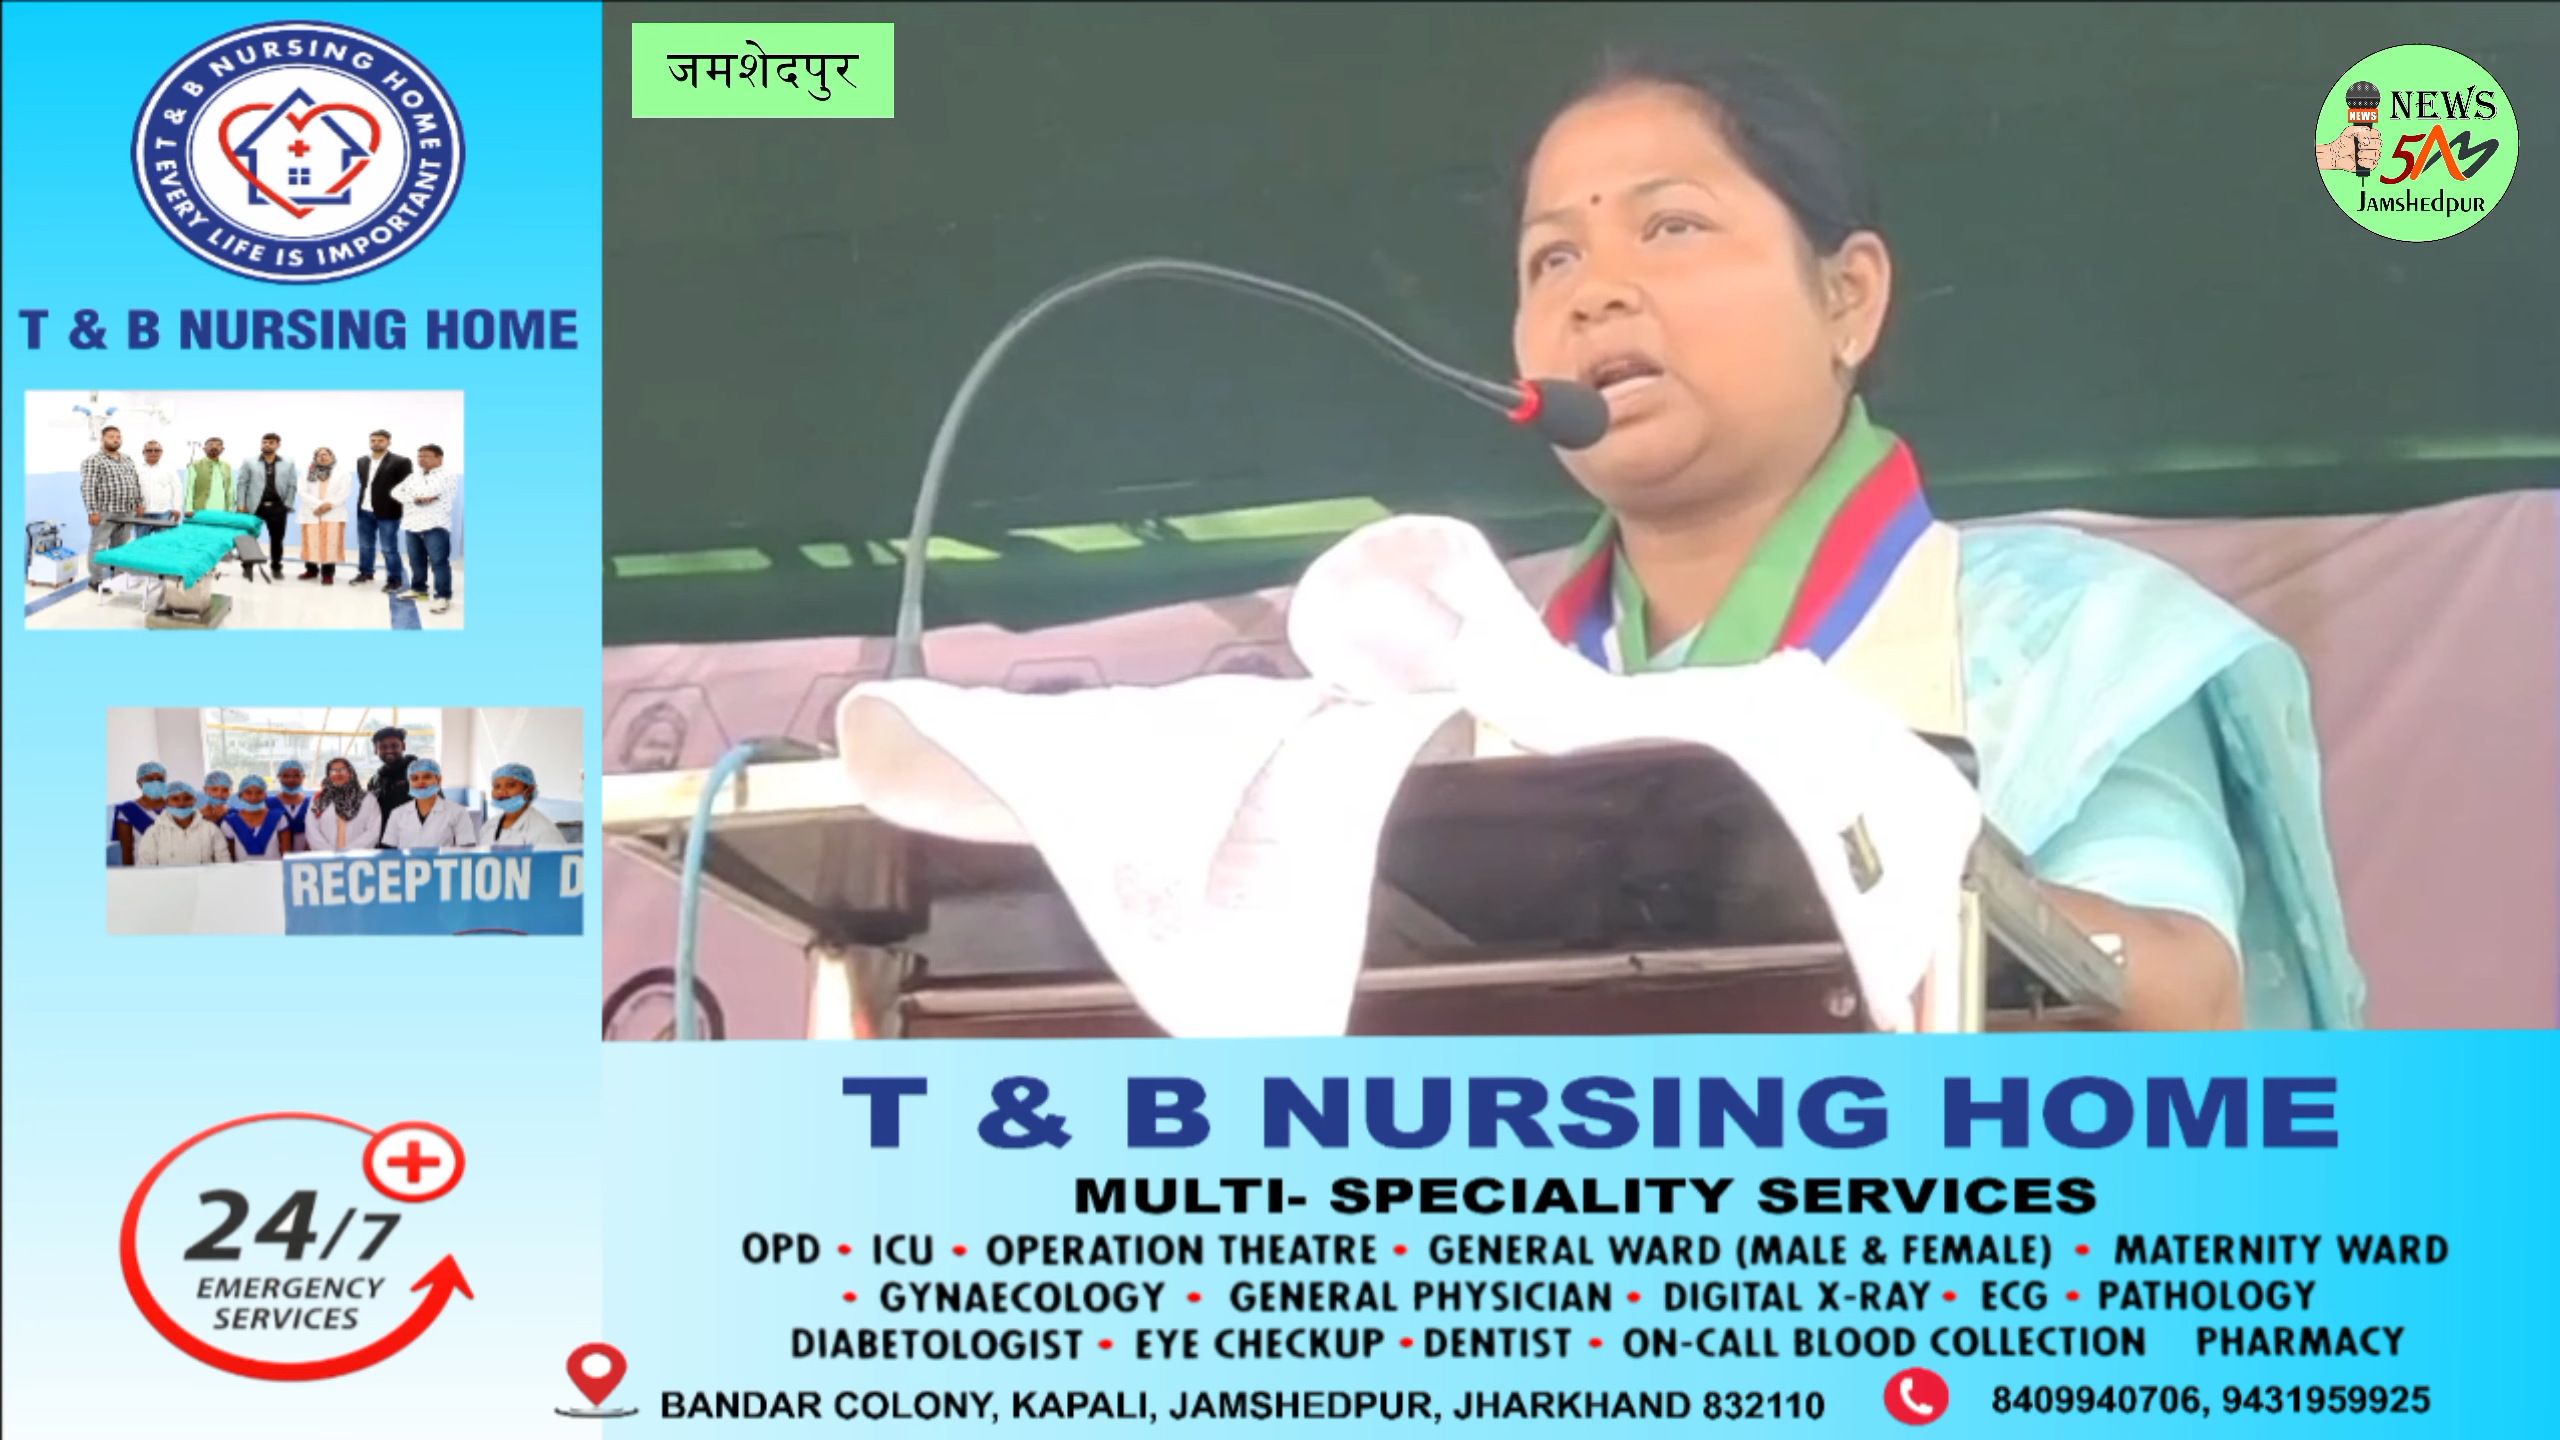 T & B NURSING HOME
EVERY LIFE IS IMPORTANT
T & B NURSING HOME
RECEPTION D
24/7
EMERGENCY
SERVICES
जमशेदपुर
NEWS
NEWS
5AM
Jamshedpur
T & B NURSING HOME
MULTI- SPECIALITY SERVICES
OPD • ICU • OPERATION THEATRE • GENERAL WARD (MALE & FEMALE) • MATERNITY WARD
• GYNAECOLOGY • GENERAL PHYSICIAN • DIGITAL X-RAY • ECG • PATHOLOGY
DIABETOLOGIST • EYE CHECKUP • DENTIST • ON-CALL BLOOD COLLECTION PHARMACY
BANDAR COLONY, KAPALI, JAMSHEDPUR, JHARKHAND 832110
8409940706, 9431959925